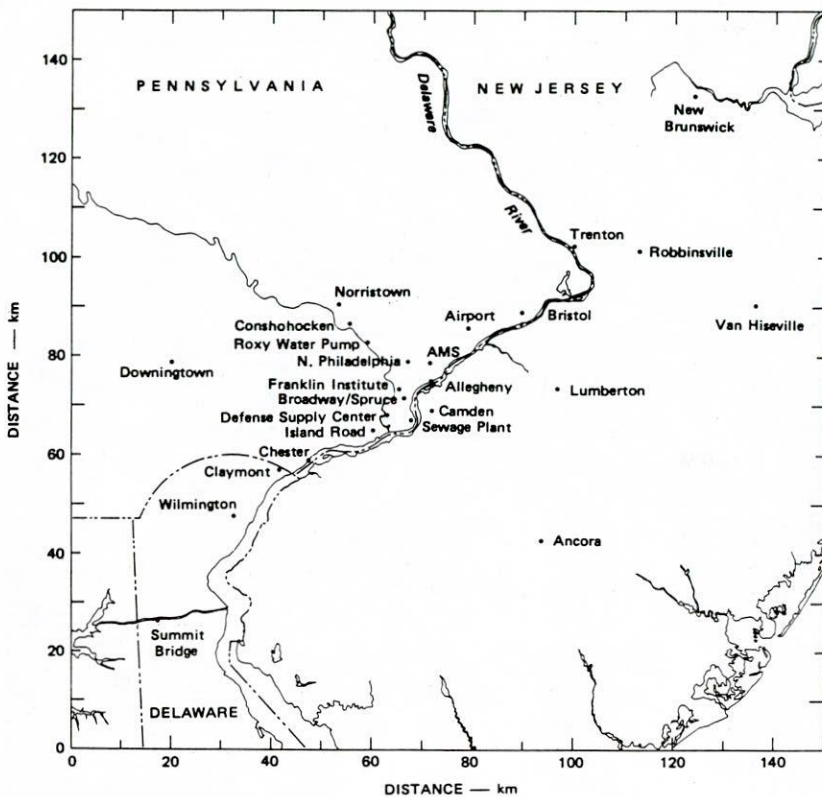 140
120
100
80
60
40
20
0
DISTANCE — km
PENNSYLVANIA
NEW JERSEY
Delaware
River
New
Brunswick
Trenton
Robbinsville
Norristown
Airport
Bristol
Van Hiseville
Conshohocken
Roxy Water Pump
N. Philadelphia
AMS
Downingtown
Franklin Institute
Allegheny
Lumberton
Broadway/Spruce
Defense Supply Center
Camden
Island Road
Sewage Plant
Chester
Claymont
Wilmington
Ancora
Summit
Bridge
DELAWARE
0 20 40 60 80 100 120 140
DISTANCE — km